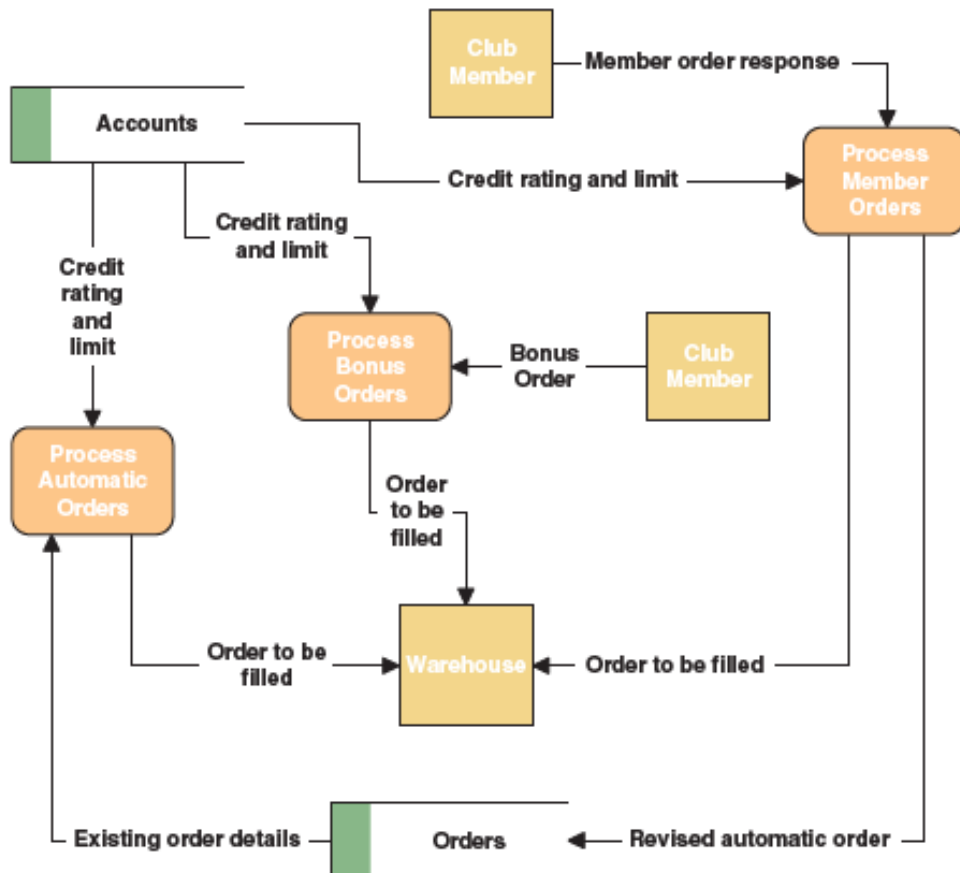 Club
Member
Member order response
Accounts
Process
Member
Orders
Credit rating and limit
Credit rating
and limit
Credit
rating
and
limit
Process
Bonus
Orders
Bonus
Order
Club
Member
Process
Automatic
Orders
Order
to be
filled
Order to be
filled
Warehouse
Order to be filled
Existing order details
Orders
Revised automatic order